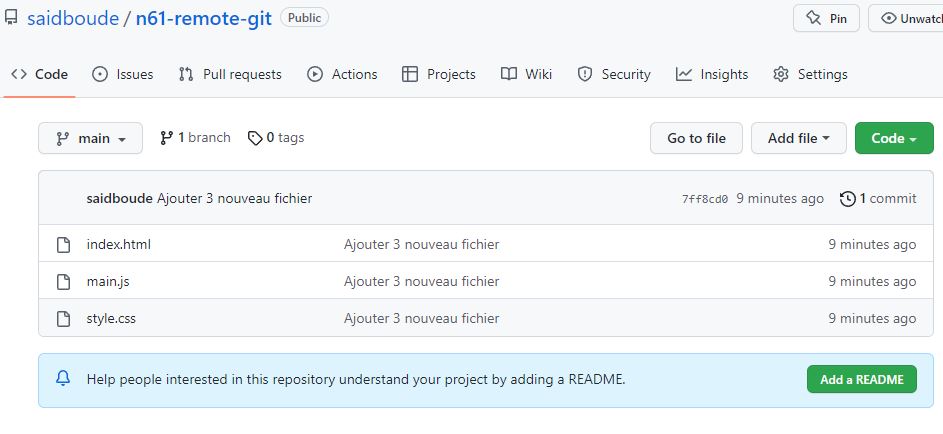 saidboude / n61-remote-git Public Pin Unwatch
Code Issues Pull requests Actions Projects Wiki Security Insights Settings
main 1 branch 0 tags Go to file Add file Code
saidboude Ajouter 3 nouveau fichier 7ff8cd0 9 minutes ago 1 commit
index.html Ajouter 3 nouveau fichier 9 minutes ago
main.js Ajouter 3 nouveau fichier 9 minutes ago
style.css Ajouter 3 nouveau fichier 9 minutes ago
Help people interested in this repository understand your project by adding a README. Add a README